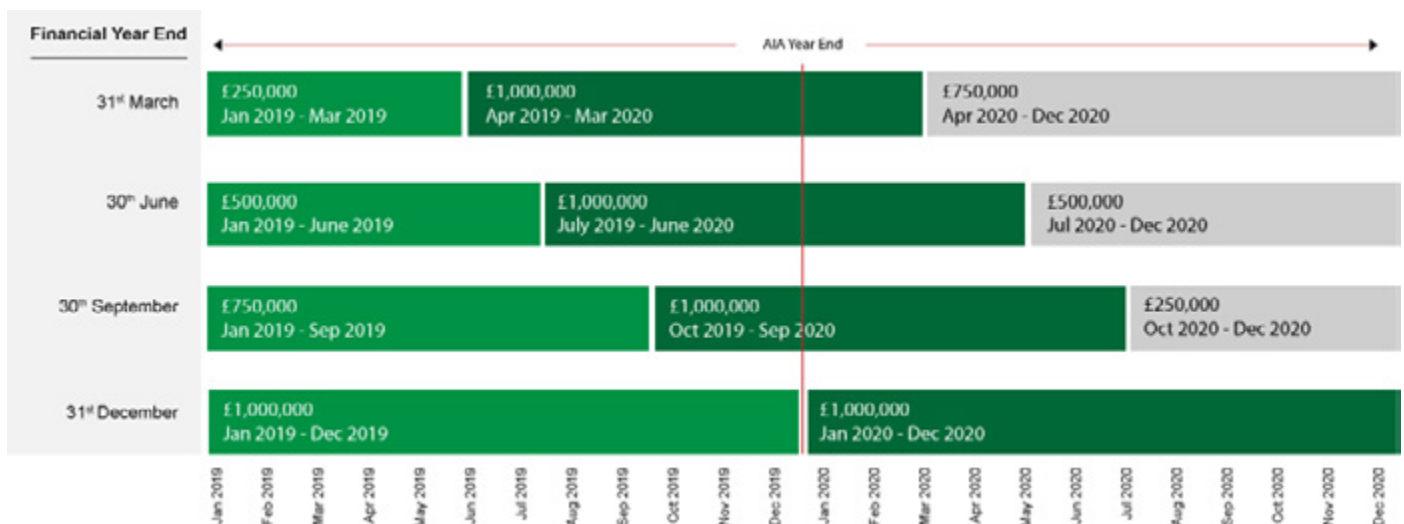 Financial Year End
AIA Year End
31st March
£250,000
Jan 2019 - Mar 2019
£1,000,000
Apr 2019 - Mar 2020
£750,000
Apr 2020 - Dec 2020
30th June
£500,000
Jan 2019 - June 2019
£1,000,000
July 2019 - June 2020
£500,000
Jul 2020 - Dec 2020
30th September
£750,000
Jan 2019 - Sep 2019
£1,000,000
Oct 2019 - Sep 2020
£250,000
Oct 2020 - Dec 2020
31st December
£1,000,000
Jan 2019 - Dec 2019
£1,000,000
Jan 2020 - Dec 2020
Jan 2019
Feb 2019
Mar 2019
Apr 2019
May 2019
Jun 2019
Jul 2019
Aug 2019
Sep 2019
Oct 2019
Nov 2019
Dec 2019
Jan 2020
Feb 2020
Mar 2020
Apr 2020
May 2020
Jun 2020
Jul 2020
Aug 2020
Sep 2020
Oct 2020
Nov 2020
Dec 2020